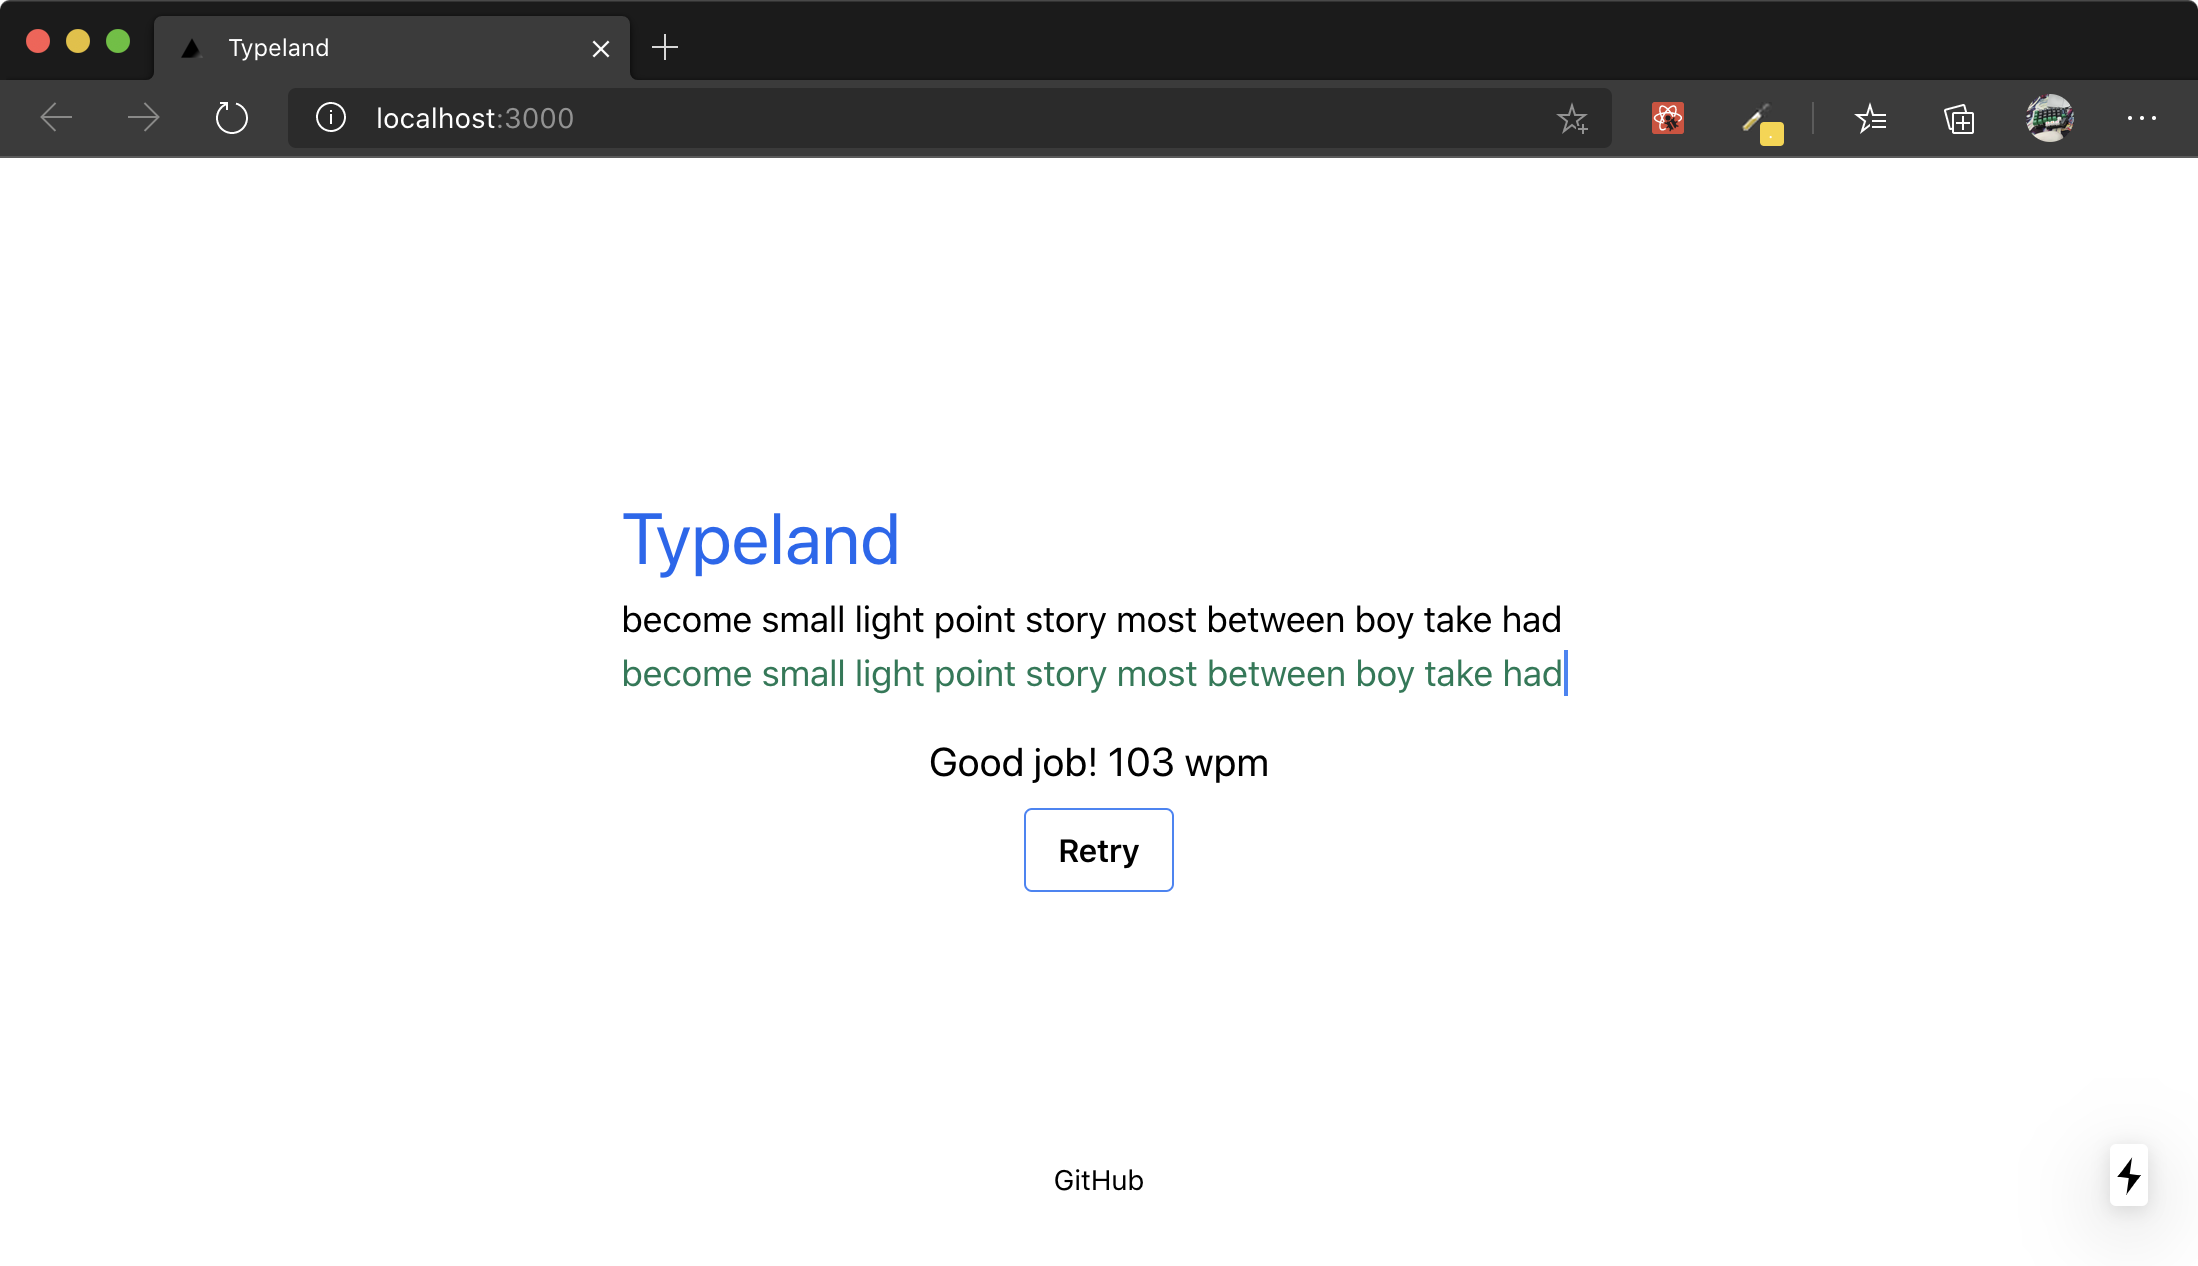 Typeland
localhost:3000
Typeland
become small light point story most between boy take had
become small light point story most between boy take had
Good job! 103 wpm
Retry
GitHub